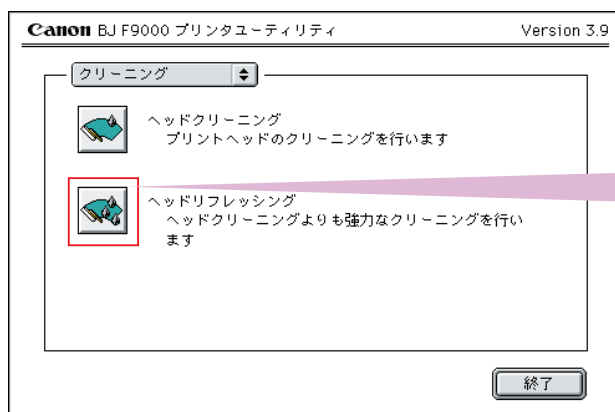 Canon BJ F9000 プリンタユーティリティ Version 3.9
クリーニング
ヘッドクリーニング
プリントヘッドのクリーニングを行います
ヘッドリフレッシング
ヘッドクリーニングよりも強力なクリーニングを行い
ます
終了